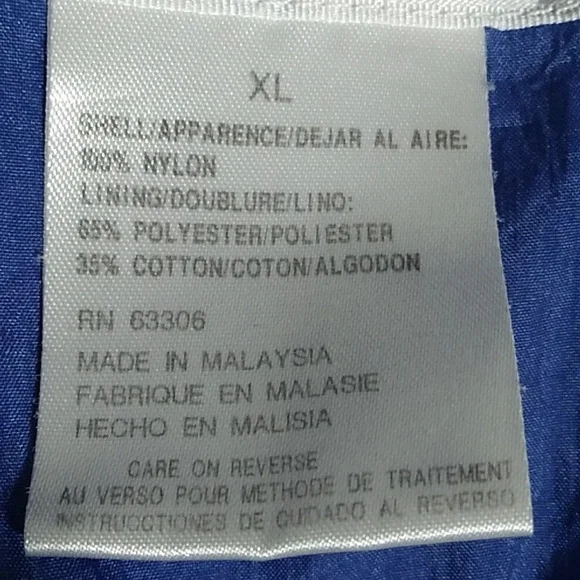 XL
SHELL/APPARENCE/DEJAR AL AIRE:
100% NYLON
LINING/DOUBLURE/LINO:
65% POLYESTER/POLIESTER
35% COTTON/COTON/ALGODON
RN 63306
MADE IN MALAYSIA
FABRIQUE EN MALASIE
HECHO EN MALISIA
CARE ON REVERSE
AU VERSO POUR METHODE DE TRAITEMENT
INSTRUOCTIONES DE CUIDADO AL REVERSO